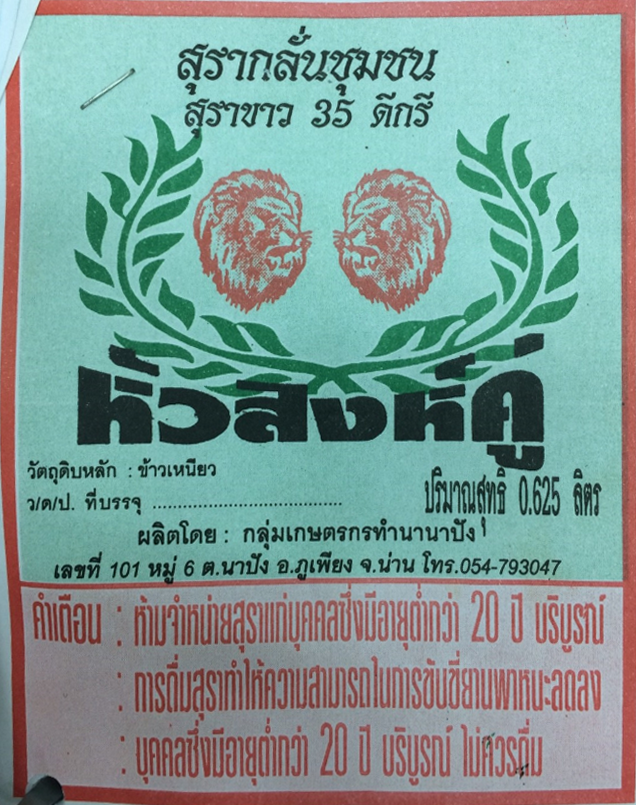 สุรากลั่นชุมชน
สุราขาว 35 ดีกรี
หัวสิงห์คู่
วัตถุดิบหลัก : ข้าวเหนียว
ว/ด/ป. ที่บรรจุ ......................................
ปริมาณสุทธิ 0.625 ลิตร
ผลิตโดย : กลุ่มเกษตรกรทำนานาปัง
เลขที่ 101 หมู่ 6 ต.นาปัง อ.ภูเพียง จ.น่าน โทร.054-793047
คำเตือน : ห้ามจำหน่ายสุราแก่บุคคลซึ่งมีอายุต่ำกว่า 20 ปี บริบูรณ์
: การดื่มสุราทำให้ความสามารถในการขับขี่ยานพาหนะลดลง
: บุคคลซึ่งมีอายุต่ำกว่า 20 ปี บริบูรณ์ ไม่ควรดื่ม